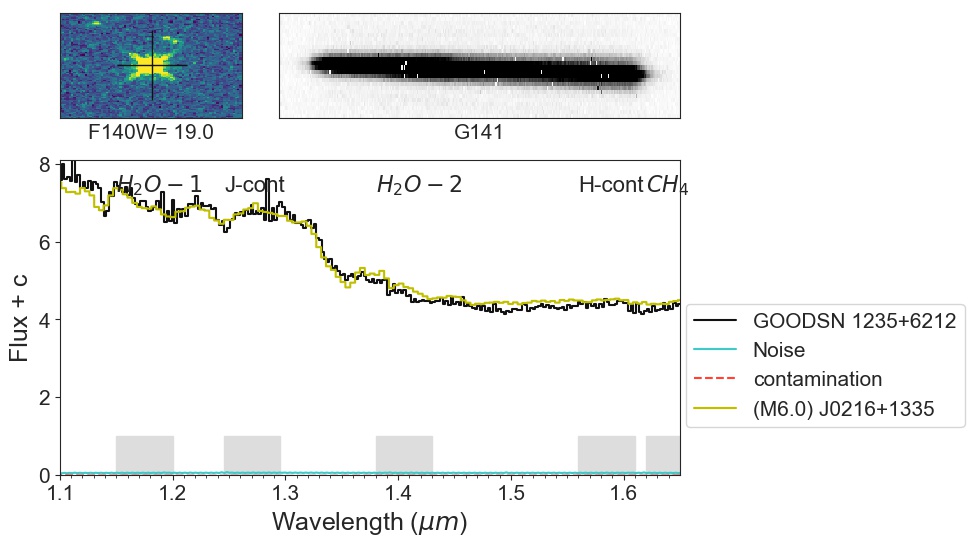 F140W= 19.0
G141
H₂O − 1
J-cont
H₂O − 2
H-cont
CH₄
8
6
4
2
0
Flux + c
1.1
1.2
1.3
1.4
1.5
1.6
Wavelength (μm)
GOODSN 1235+6212
Noise
contamination
(M6.0) J0216+1335